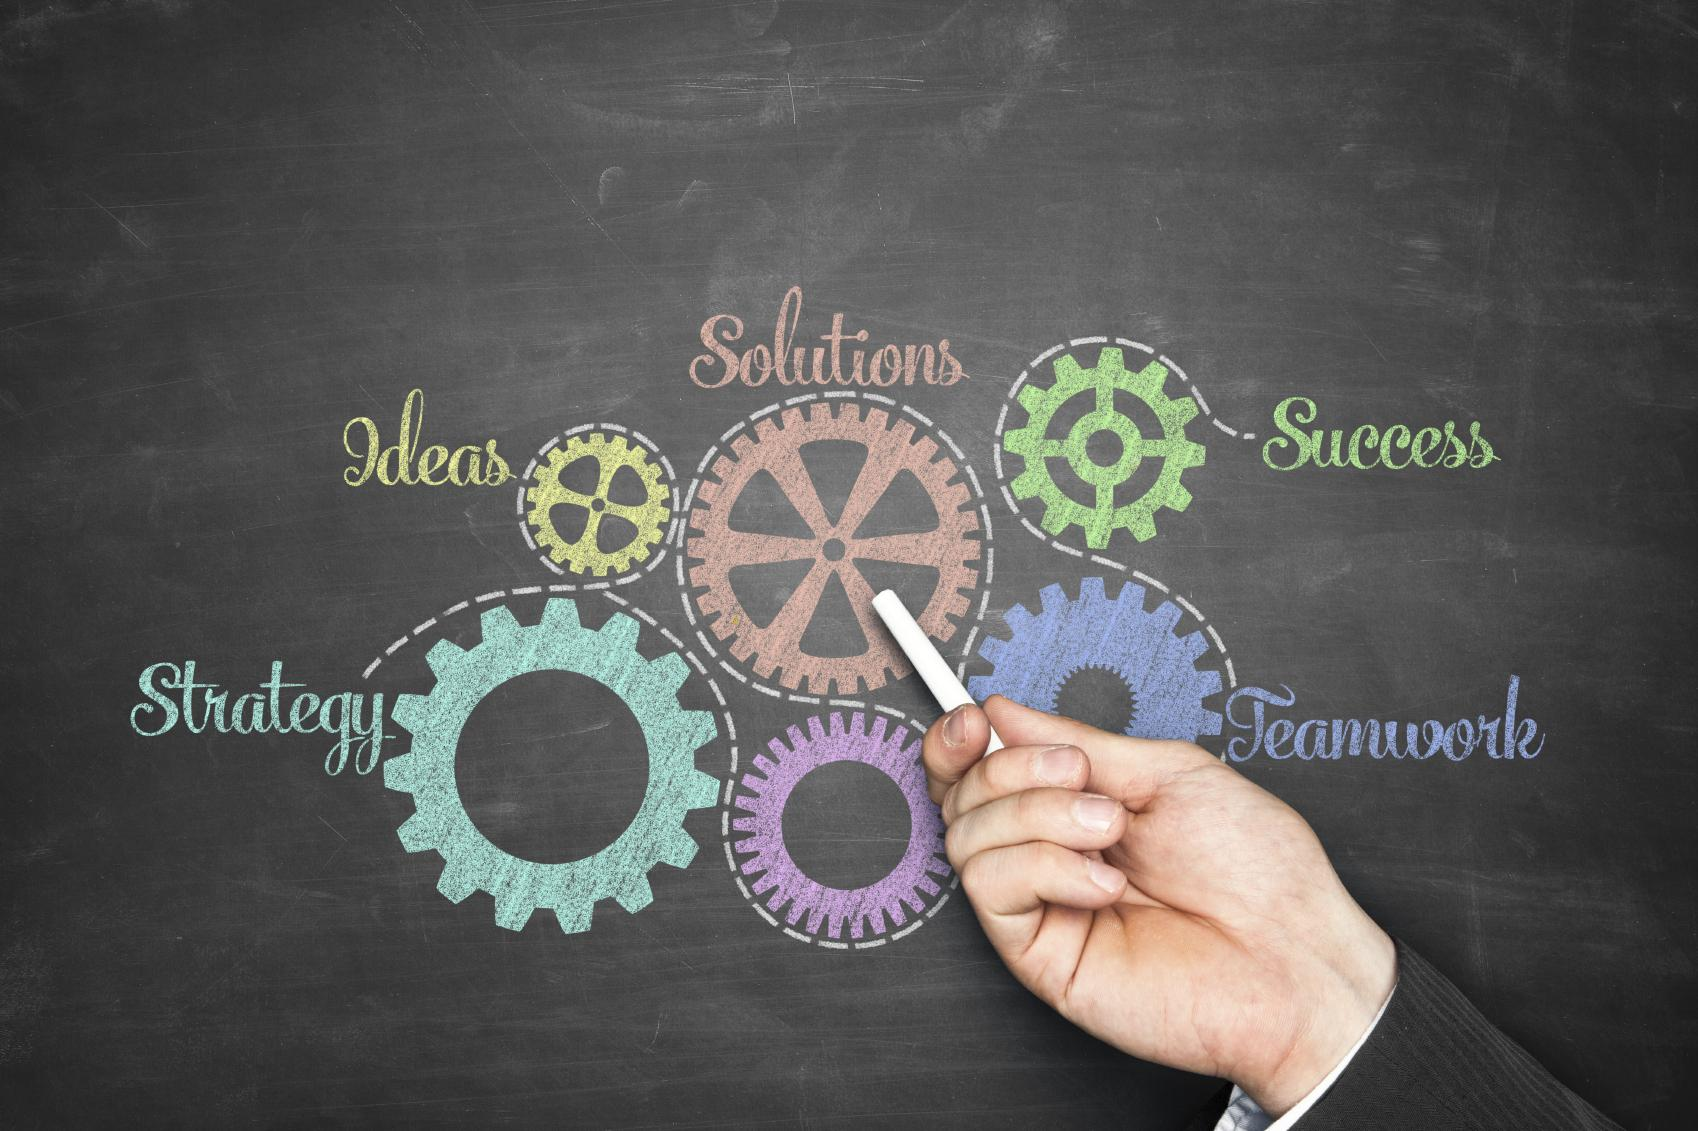 Solutions
Ideas
Success
Strategy
Teamwork